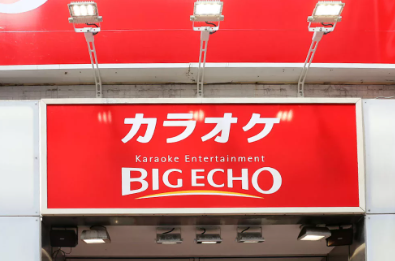 カラオケ
Karaoke Entertainment
BIG ECHO